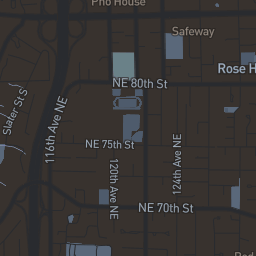 Pho House
Safeway
Rose H
NE 80th St
Slater St S
116th Ave NE
NE 75th St
120th Ave NE
124th Ave NE
NE 70th St